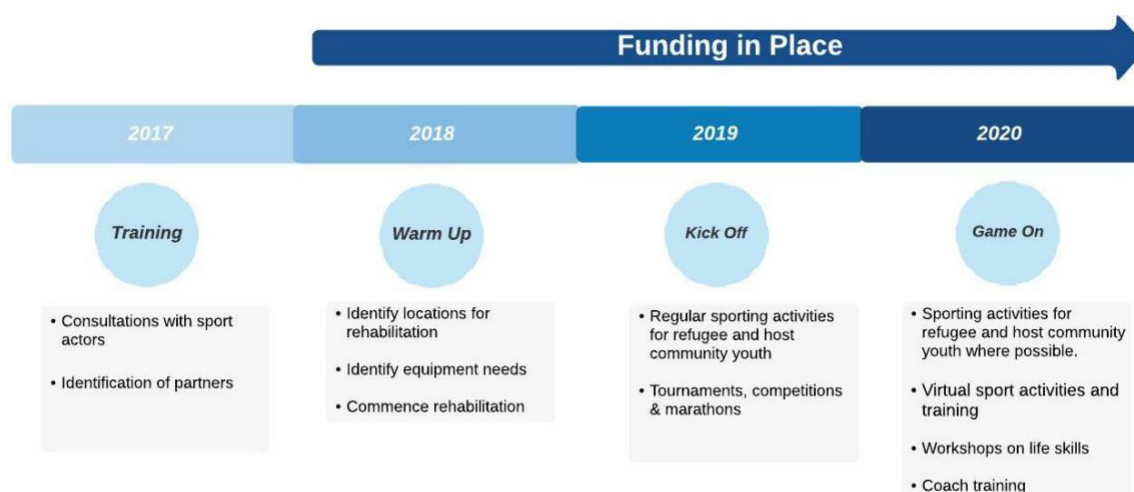 Funding in Place
2017
2018
2019
2020
Training
Warm Up
Kick Off
Game On
• Consultations with sport
actors
• Identification of partners
• Identify locations for
rehabilitation
• Identify equipment needs
• Commence rehabilitation
• Regular sporting activities
for refugee and host
community youth
• Tournaments, competitions
& marathons
• Sporting activities for
refugee and host community
youth where possible.
• Virtual sport activities and
training
• Workshops on life skills
• Coach training